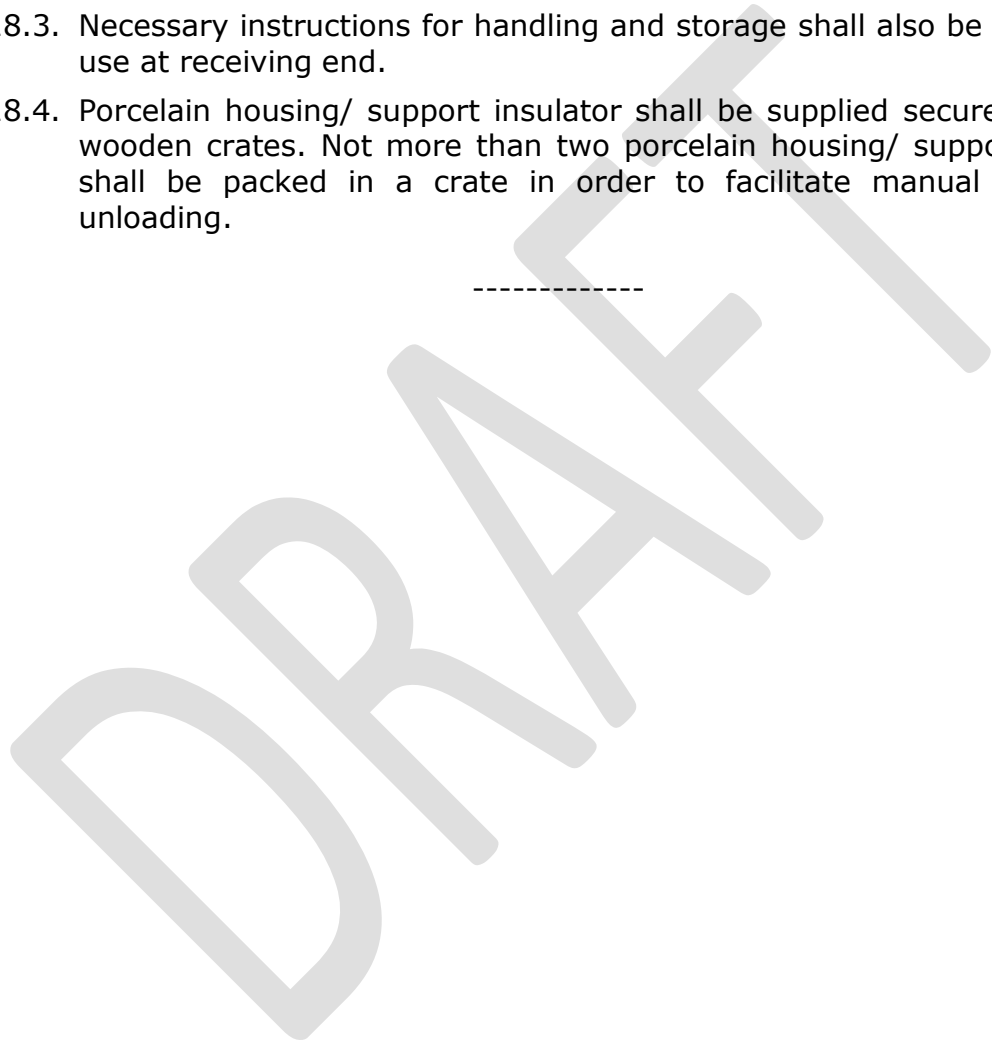 8.3. Necessary instructions for handling and storage shall also be
use at receiving end.
8.4. Porcelain housing/ support insulator shall be supplied secure
wooden crates. Not more than two porcelain housing/ suppo
shall be packed in a crate in order to facilitate manual
unloading.
-------------
DRAFT